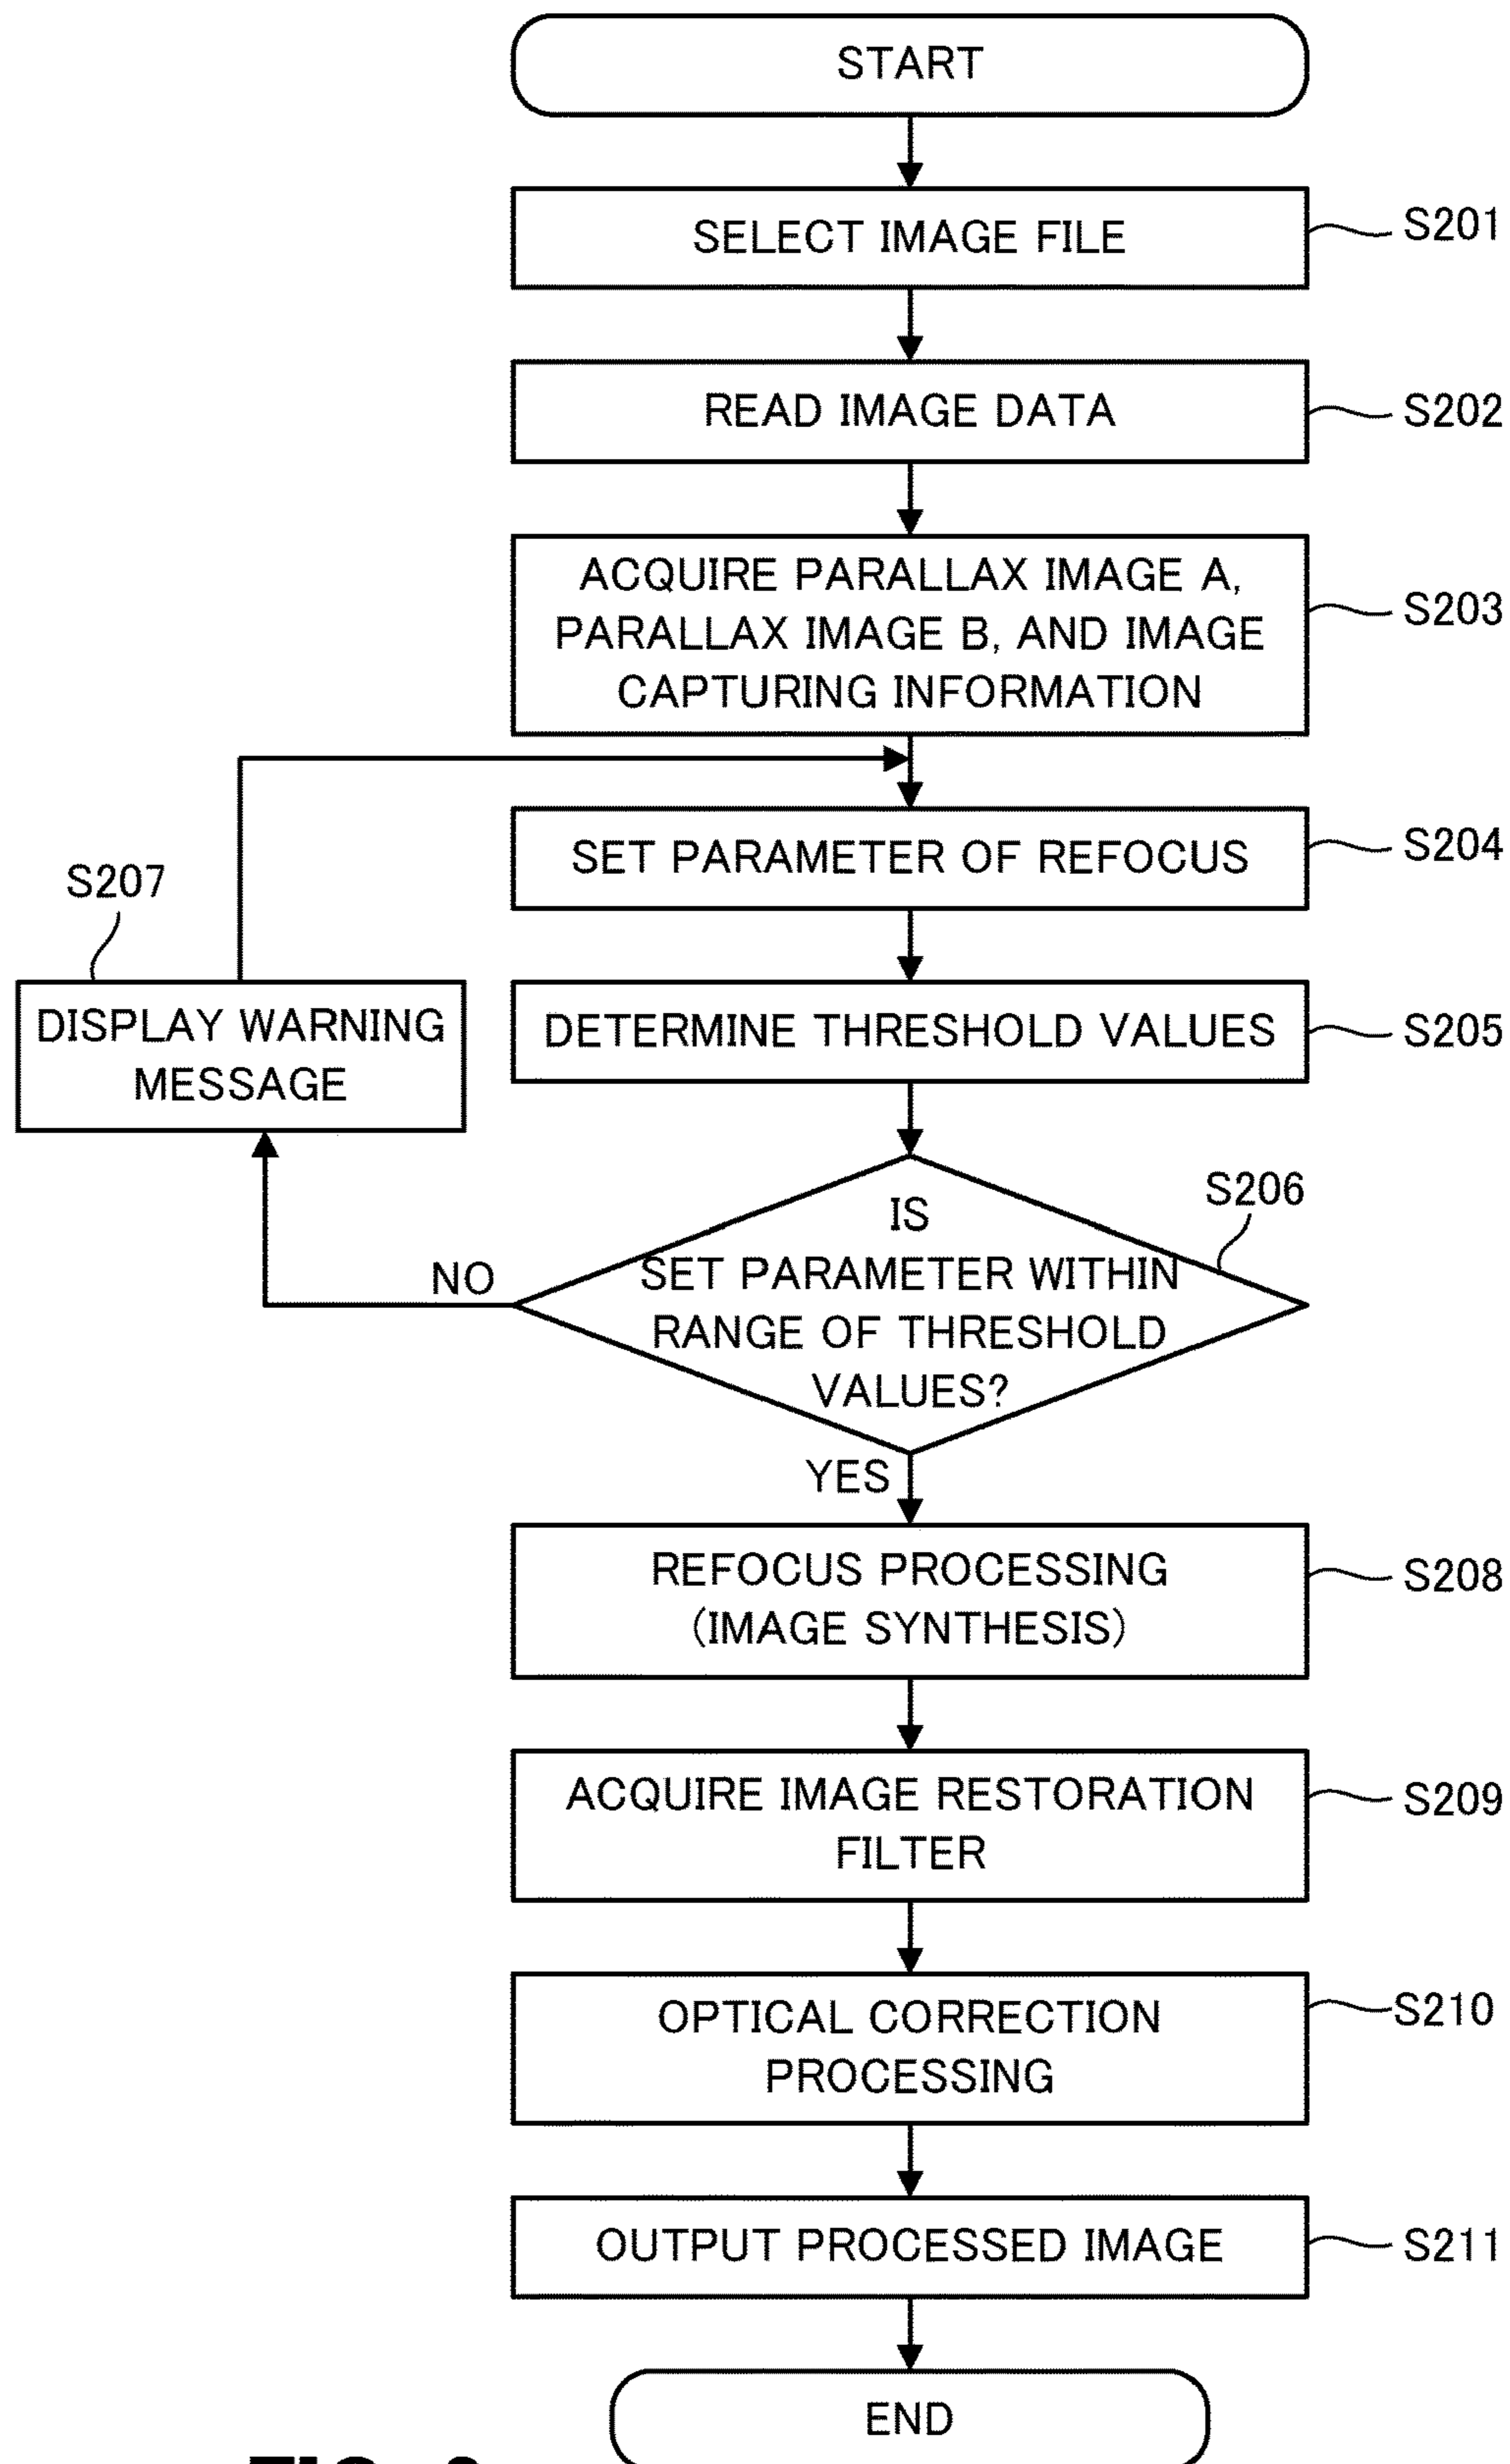 START
SELECT IMAGE FILE
S201
READ IMAGE DATA
S202
ACQUIRE PARALLAX IMAGE A,
PARALLAX IMAGE B, AND IMAGE
CAPTURING INFORMATION
S203
SET PARAMETER OF REFOCUS
S204
S207
DISPLAY WARNING
MESSAGE
DETERMINE THRESHOLD VALUES
S205
IS
SET PARAMETER WITHIN
RANGE OF THRESHOLD
VALUES?
S206
NO
YES
REFOCUS PROCESSING
(IMAGE SYNTHESIS)
S208
ACQUIRE IMAGE RESTORATION
FILTER
S209
OPTICAL CORRECTION
PROCESSING
S210
OUTPUT PROCESSED IMAGE
S211
END